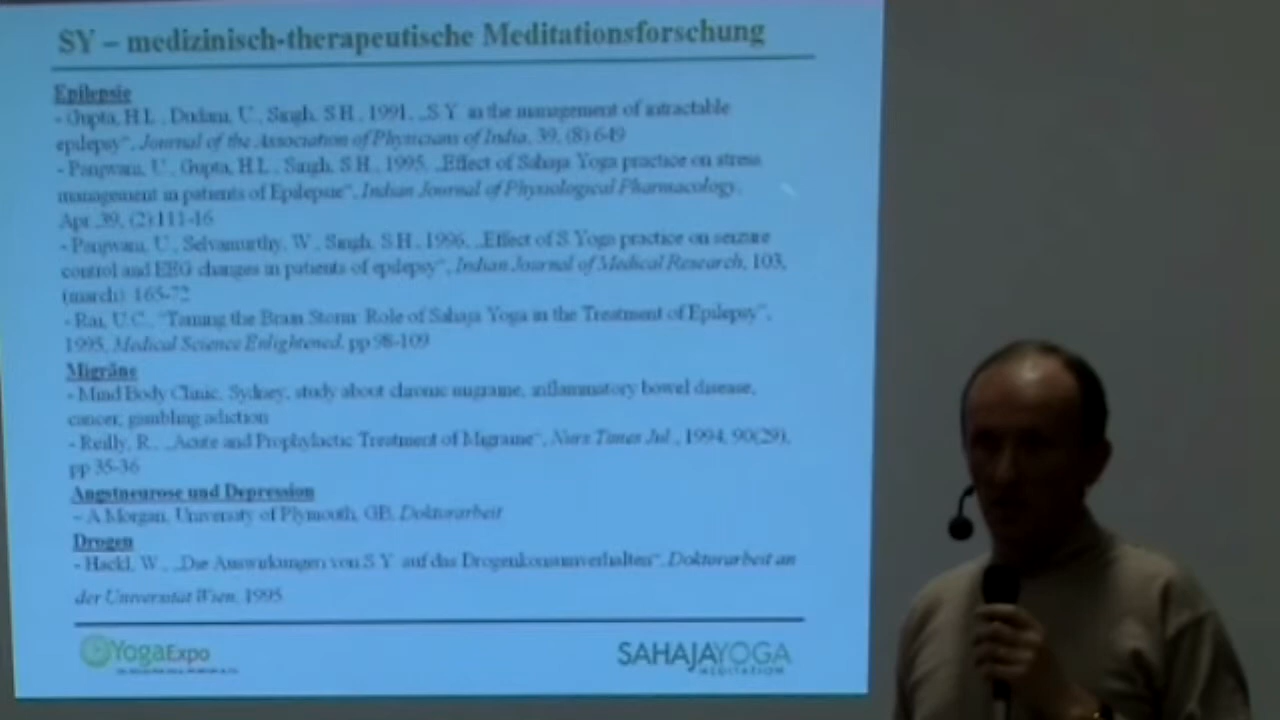 SY – medizinisch-therapeutische Meditationsforschung
Epilepsie
- Gupta, H.L., Dudani, U., Singh, S.H., 1991, „S.Y. in the management of intractable
epilepsy“, Journal of the Association of Physicians of India, 39, (8) 649
- Panjwani, U., Gupta, H.L., Singh, S.H., 1995, „Effect of Sahaja Yoga practice on stress
management in patients of Epilepsie“, Indian Journal of Physiological Pharmacology,
Apr ,39, (2) 111-16
- Panjwani, U., Selvamurthy, W., Singh, S.H., 1996, „Effect of S.Yoga practice on seizure
control and EEG changes in patients of epilepsy“, Indian Journal of Medical Research, 103,
(march) 165-72
- Rai, U.C., “Taming the Brain Storm: Role of Sahaja Yoga in the Treatment of Epilepsy”,
1995, Medical Science Enlightened, pp 98-109
Migräne
- Mind Body Clinic, Sydney, study about chronic migraine, inflammatory bowel disease,
cancer, gambling adiction
- Reilly, R., „Acute and Prophylactic Treatment of Migraine“, Nurs Times Jul., 1994, 90(29),
pp 35-36
Angstneurose und Depression
- A Morgan, University of Plymouth, GB, Doktorarbeit
Drogen
- Hackl, W., „Die Auswirkungen von S.Y. auf das Drogenkonsumverhalten“, Doktorarbeit an
der Universität Wien, 1995
YogaExpo
SAHAJAYOGA
MEDITATION